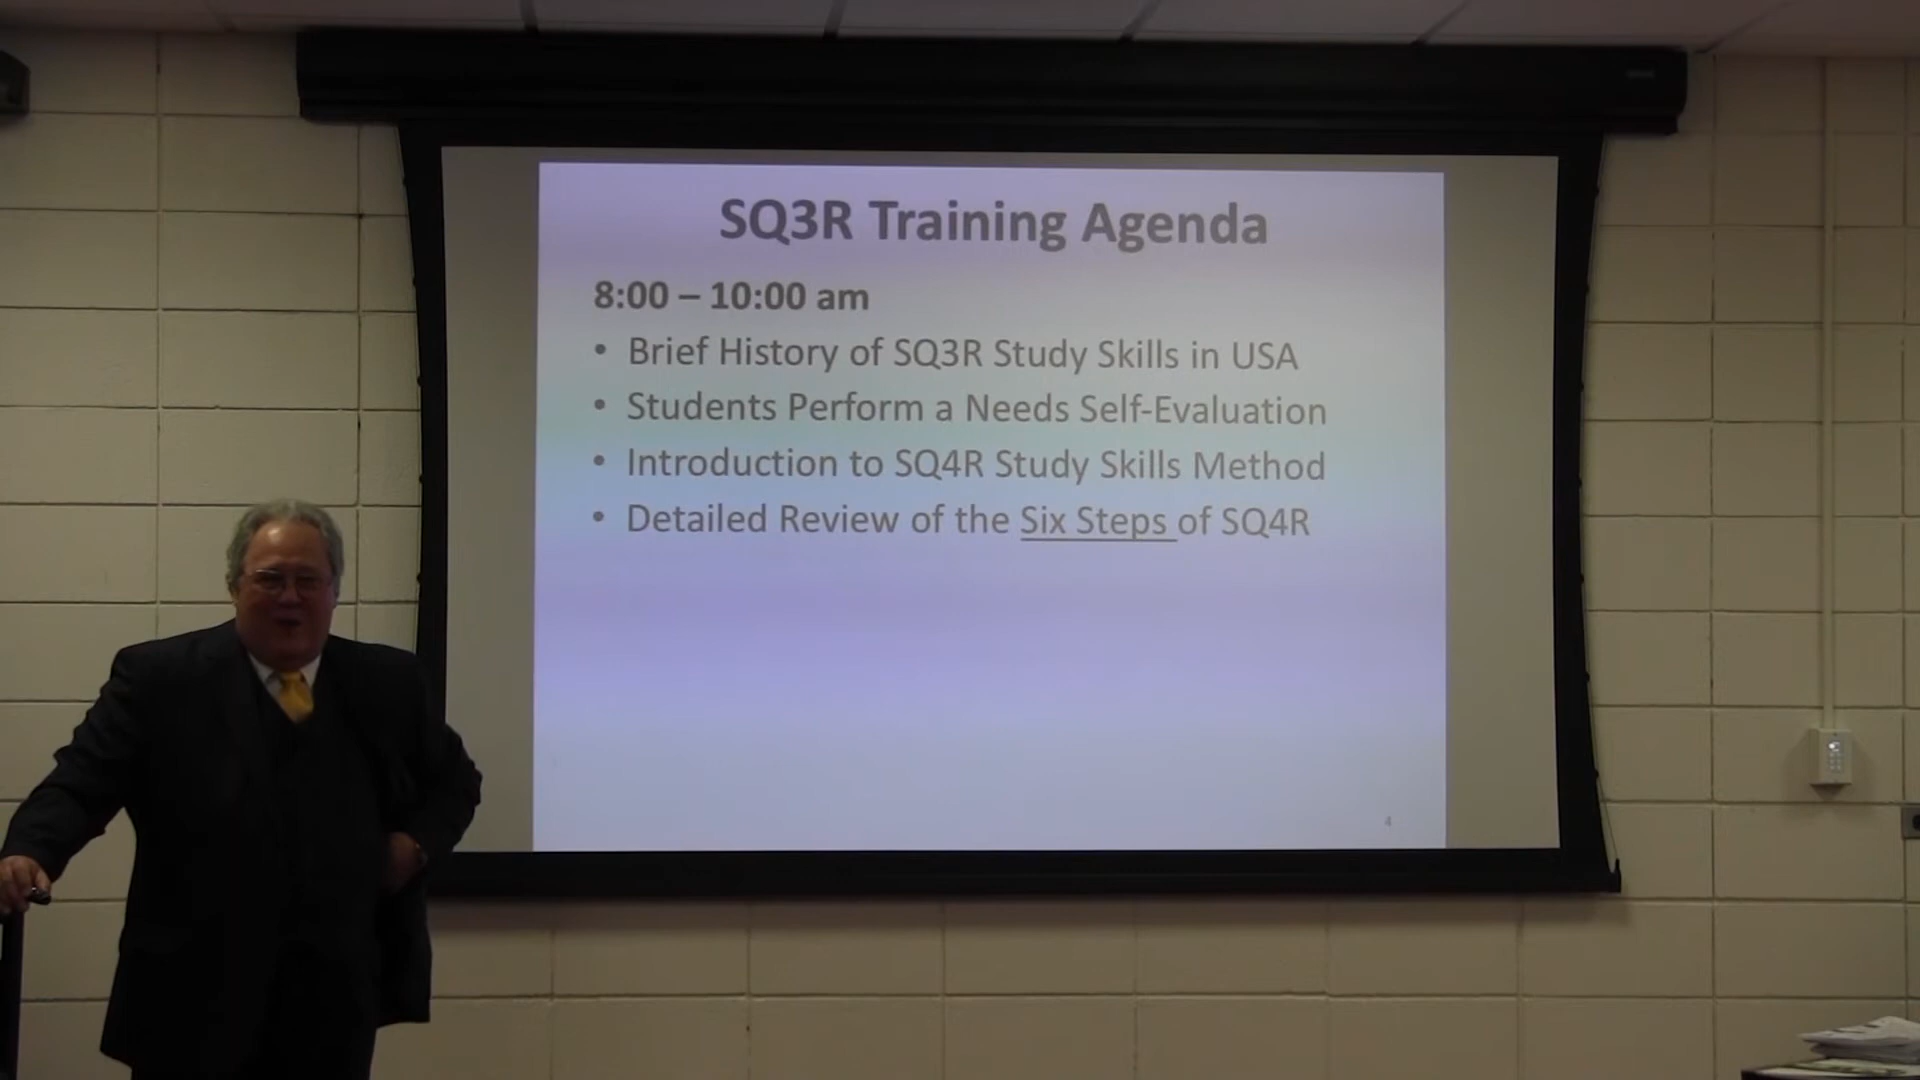 SQ3R Training Agenda
8:00 – 10:00 am
• Brief History of SQ3R Study Skills in USA
• Students Perform a Needs Self-Evaluation
• Introduction to SQ4R Study Skills Method
• Detailed Review of the Six Steps of SQ4R
4